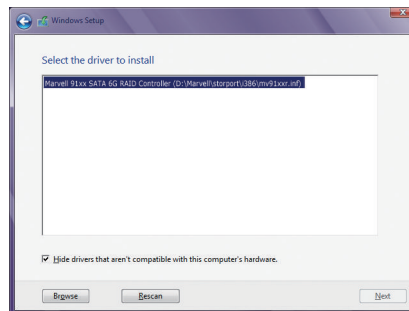 Windows Setup
Select the driver to install
Marvell 91xx SATA 6G RAID Controller (D:\Marvell\storport\i386\mv91xxr.inf)
Hide drivers that aren't compatible with this computer's hardware.
Browse
Rescan
Next